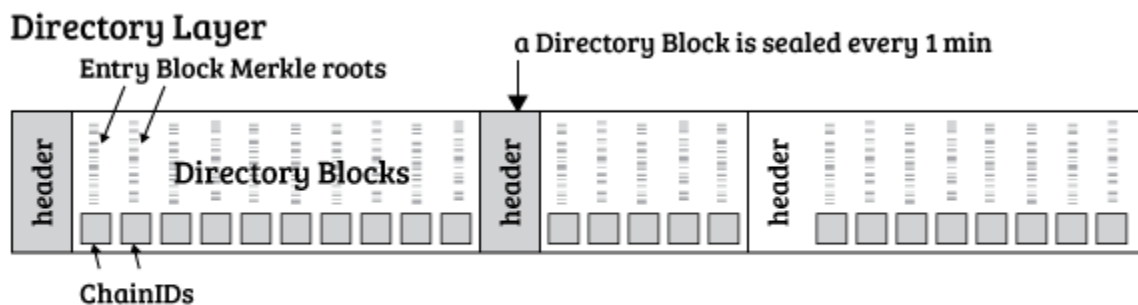 Directory Layer
a Directory Block is sealed every 1 min
Entry Block Merkle roots
header
Directory Blocks
header
header
ChainIDs